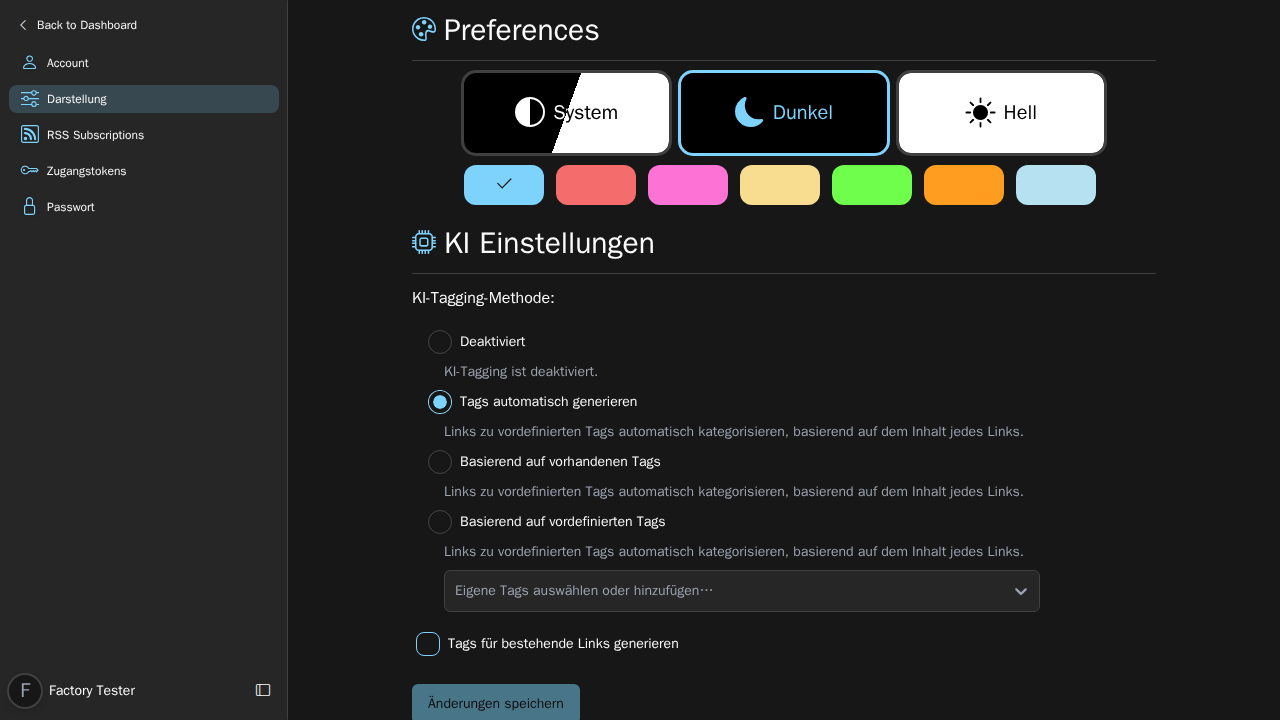 Back to Dashboard
Account
Darstellung
RSS Subscriptions
Zugangstokens
Passwort
F
Factory Tester
Preferences
System
Dunkel
Hell
KI Einstellungen
KI-Tagging-Methode:
Deaktiviert
KI-Tagging ist deaktiviert.
Tags automatisch generieren
Links zu vordefinierten Tags automatisch kategorisieren, basierend auf dem Inhalt jedes Links.
Basierend auf vorhandenen Tags
Links zu vordefinierten Tags automatisch kategorisieren, basierend auf dem Inhalt jedes Links.
Basierend auf vordefinierten Tags
Links zu vordefinierten Tags automatisch kategorisieren, basierend auf dem Inhalt jedes Links.
Eigene Tags auswählen oder hinzufügen…
Tags für bestehende Links generieren
Änderungen speichern